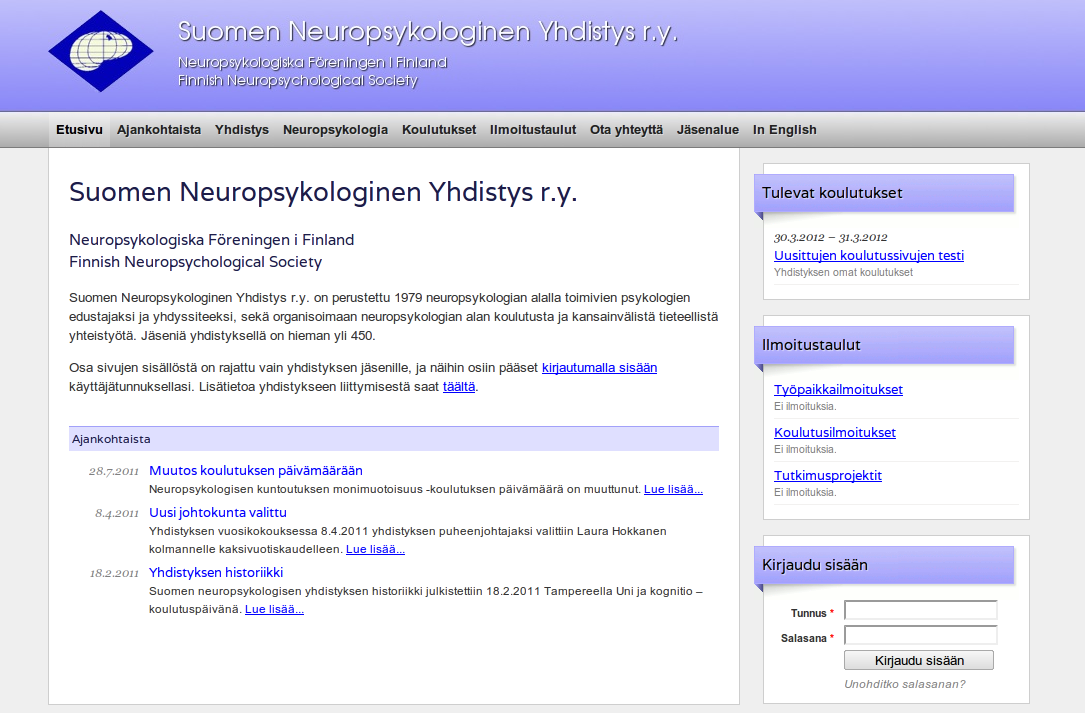 Suomen Neuropsykologinen Yhdistys r.y.
Neuropsykologiska Föreningen i Finland
Finnish Neuropsychological Society
Etusivu Ajankohtaista Yhdistys Neuropsykologia Koulutukset Ilmoitustaulut Ota yhteyttä Jäsenalue In English
Suomen Neuropsykologinen Yhdistys r.y.
Neuropsykologiska Föreningen i Finland
Finnish Neuropsychological Society
Suomen Neuropsykologinen Yhdistys r.y. on perustettu 1979 neuropsykologian alalla toimivien psykologien
edustajaksi ja yhdyssiteeksi, sekä organisoimaan neuropsykologian alan koulutusta ja kansainvälistä tieteellistä
yhteistyötä. Jäseniä yhdistyksellä on hieman yli 450.
Osa sivujen sisällöstä on rajattu vain yhdistyksen jäsenille, ja näihin osiin pääset kirjautumalla sisään
käyttäjätunnuksellasi. Lisätietoa yhdistykseen liittymisestä saat täältä.
Ajankohtaista
28.7.2011 Muutos koulutuksen päivämäärään
Neuropsykologisen kuntoutuksen monimuotoisuus -koulutuksen päivämäärä on muuttunut. Lue lisää...
8.4.2011 Uusi johtokunta valittu
Yhdistyksen vuosikokouksessa 8.4.2011 yhdistyksen puheenjohtajaksi valittiin Laura Hokkanen
kolmannelle kaksivuotiskaudelleen. Lue lisää...
18.2.2011 Yhdistyksen historiikki
Suomen neuropsykologisen yhdistyksen historiikki julkistettiin 18.2.2011 Tampereella Uni ja kognitio –
koulutuspäivänä. Lue lisää...
Tulevat koulutukset
30.3.2012 – 31.3.2012
Uusittujen koulutussivujen testi
Yhdistyksen omat koulutukset
Ilmoitustaulut
Työpaikkailmoitukset
Ei ilmoituksia.
Koulutusilmoitukset
Ei ilmoituksia.
Tutkimusprojektit
Ei ilmoituksia.
Kirjaudu sisään
Tunnus *
Salasana *
Kirjaudu sisään
Unohditko salasanan?